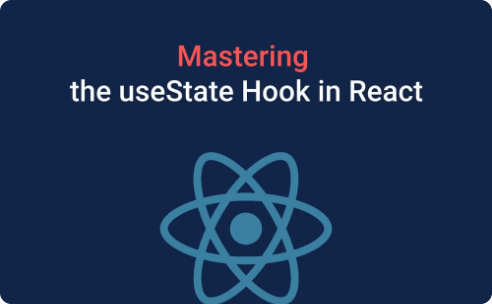 Mastering
the useState Hook in React